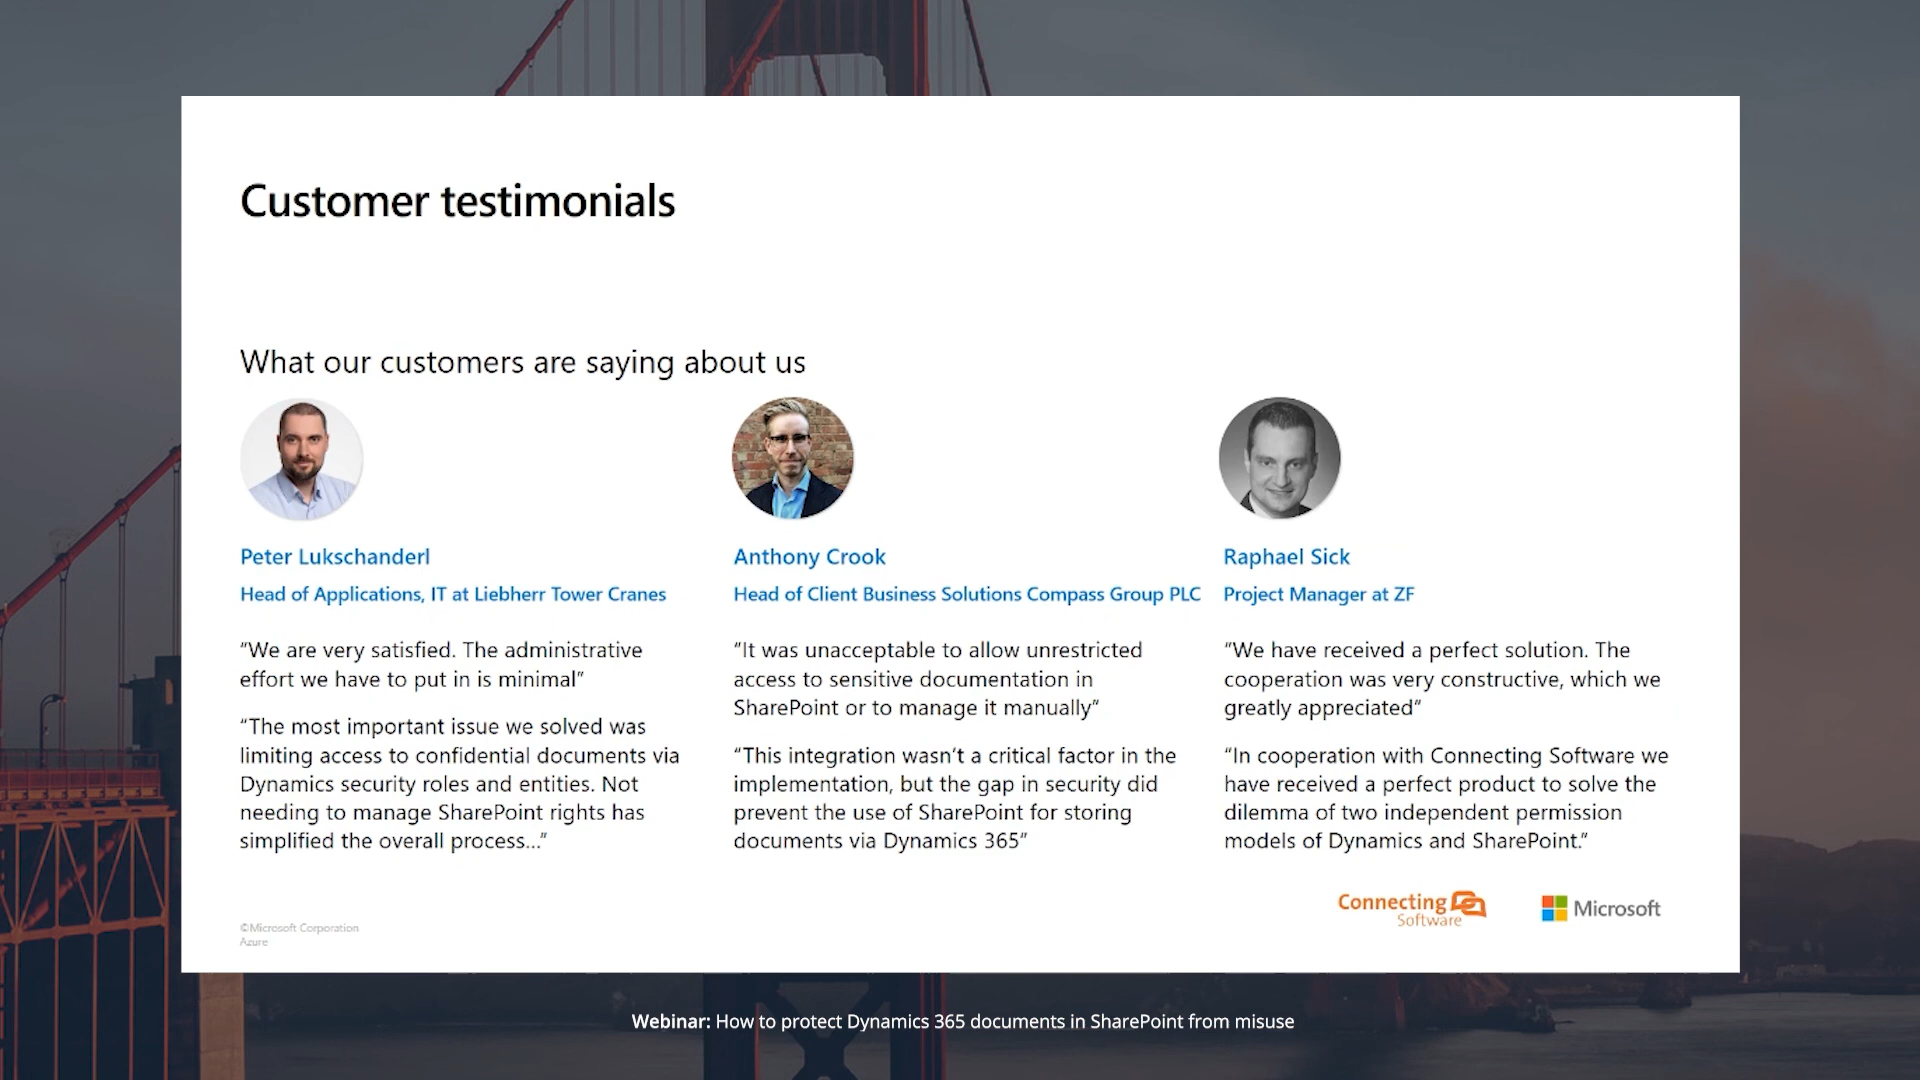 Customer testimonials
What our customers are saying about us
Peter Lukschanderl
Head of Applications, IT at Liebherr Tower Cranes
“We are very satisfied. The administrative
effort we have to put in is minimal”
“The most important issue we solved was
limiting access to confidential documents via
Dynamics security roles and entities. Not
needing to manage SharePoint rights has
simplified the overall process...”
Anthony Crook
Head of Client Business Solutions Compass Group PLC
“It was unacceptable to allow unrestricted
access to sensitive documentation in
SharePoint or to manage it manually”
“This integration wasn’t a critical factor in the
implementation, but the gap in security did
prevent the use of SharePoint for storing
documents via Dynamics 365”
Raphael Sick
Project Manager at ZF
“We have received a perfect solution. The
cooperation was very constructive, which we
greatly appreciated”
“In cooperation with Connecting Software we
have received a perfect product to solve the
dilemma of two independent permission
models of Dynamics and SharePoint.”
©Microsoft Corporation
Azure
Connecting
Software
Microsoft
Webinar: How to protect Dynamics 365 documents in SharePoint from misuse